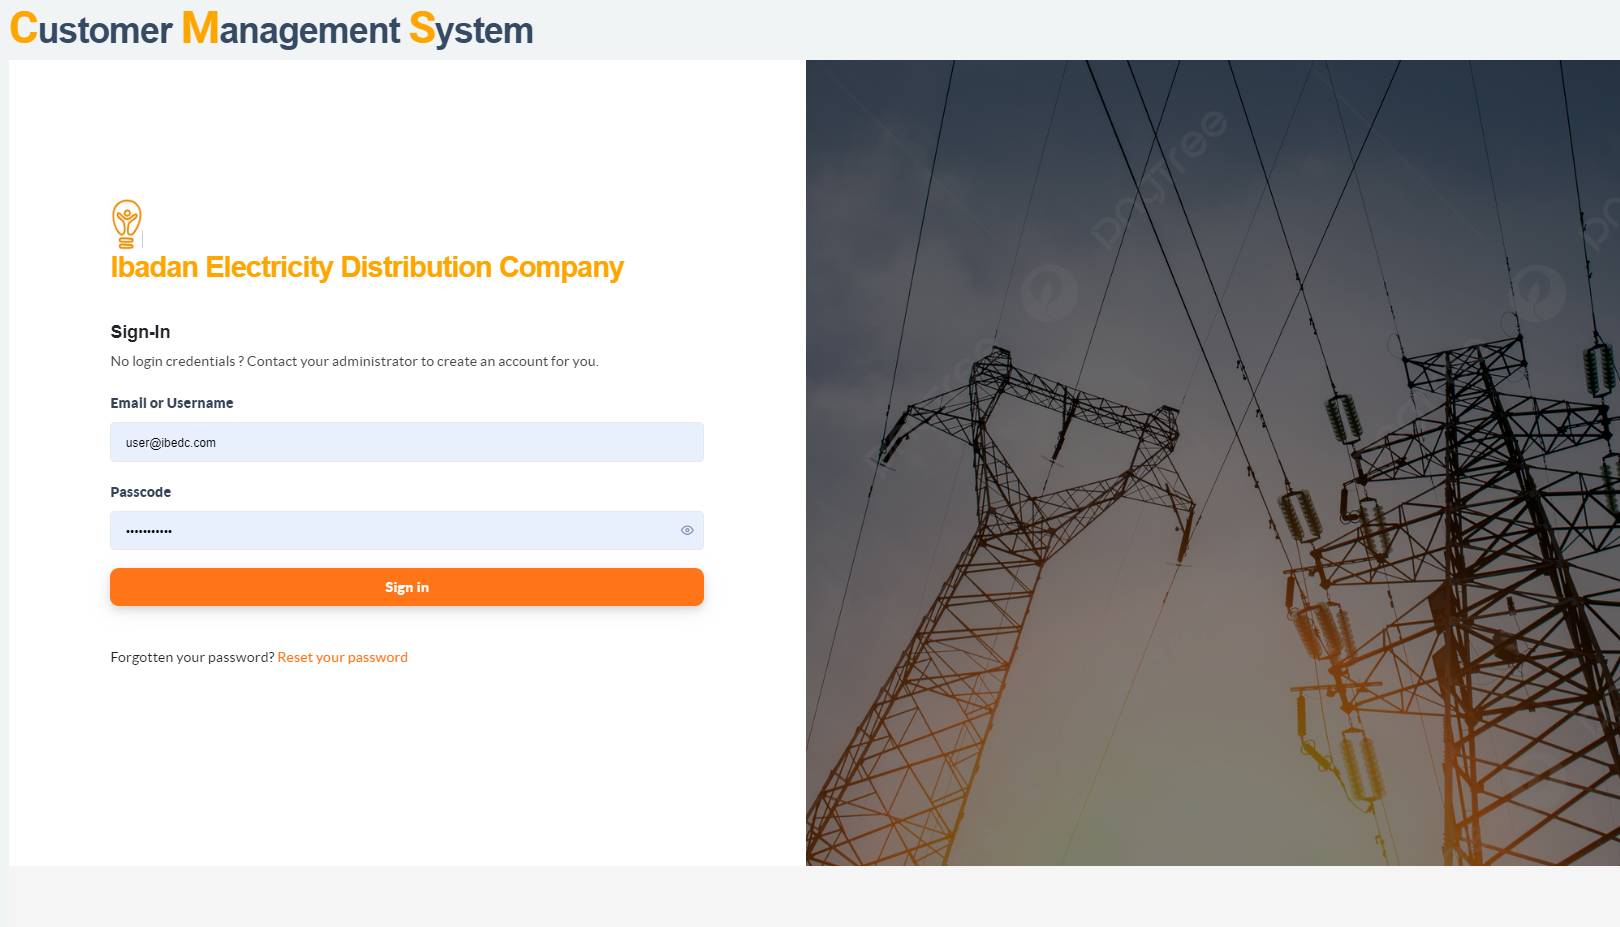 Customer Management System
Ibadan Electricity Distribution Company
Sign-In
No login credentials ? Contact your administrator to create an account for you.
Email or Username
user@ibedc.com
Passcode
•••••••••••
Sign in
Forgotten your password? Reset your password
pngtree